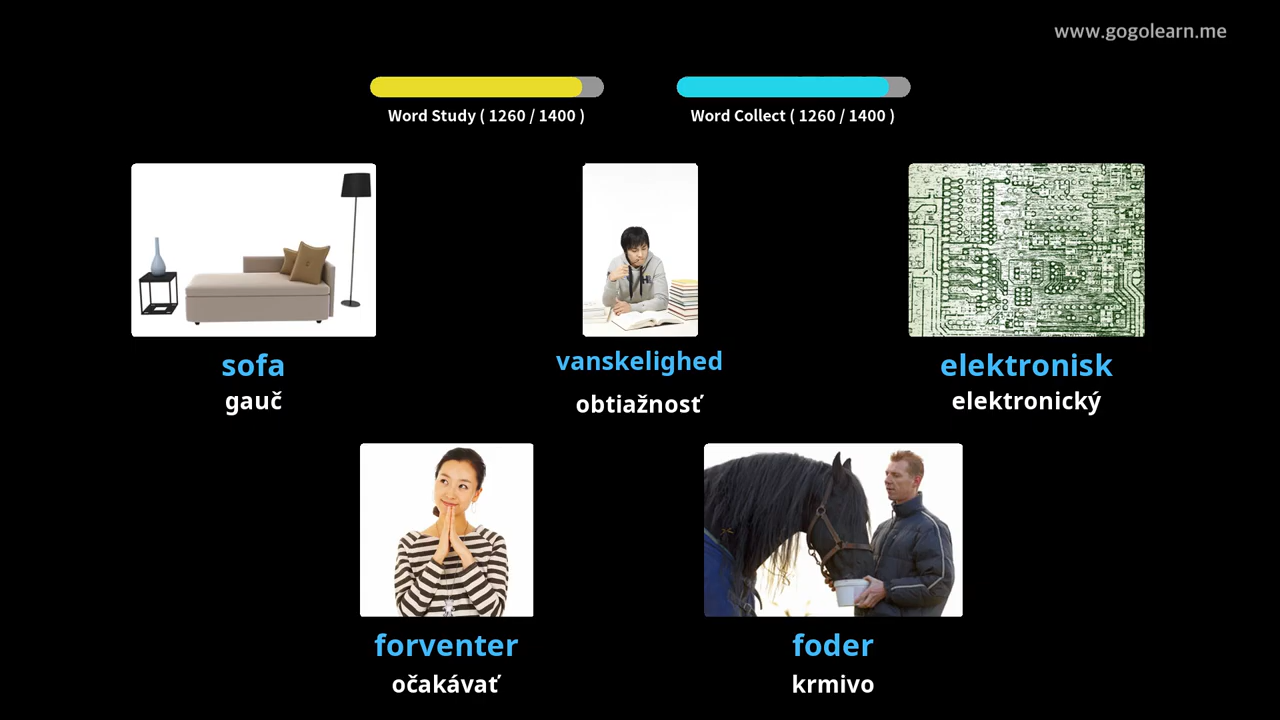 www.gogolearn.me
Word Study ( 1260 / 1400 )
Word Collect ( 1260 / 1400 )
sofa
gauč
vanskelighed
obtiažnosť
elektronisk
elektronický
forventer
očakávať
foder
krmivo